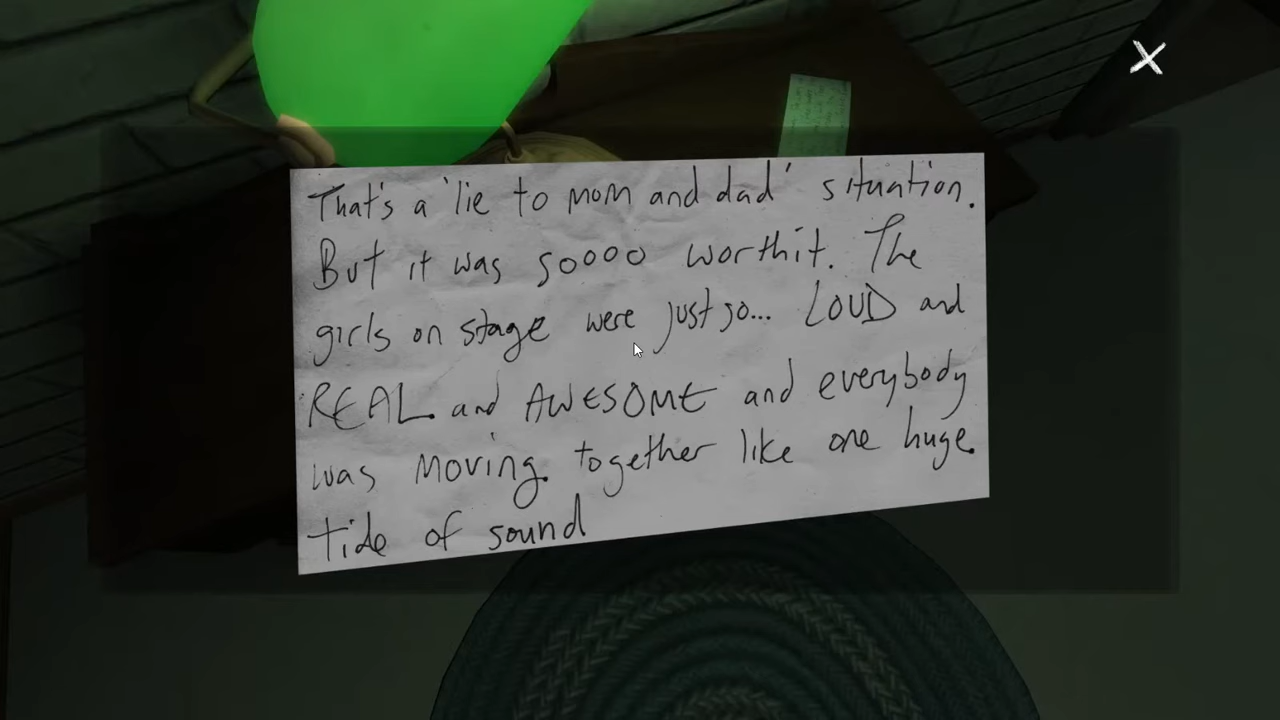 That's a 'lie to mom and dad' situation.
But it was soooo worthit. The
girls on stage were just so... LOUD and
REAL and AWESOME and everybody
was moving together like one huge
tide of sound